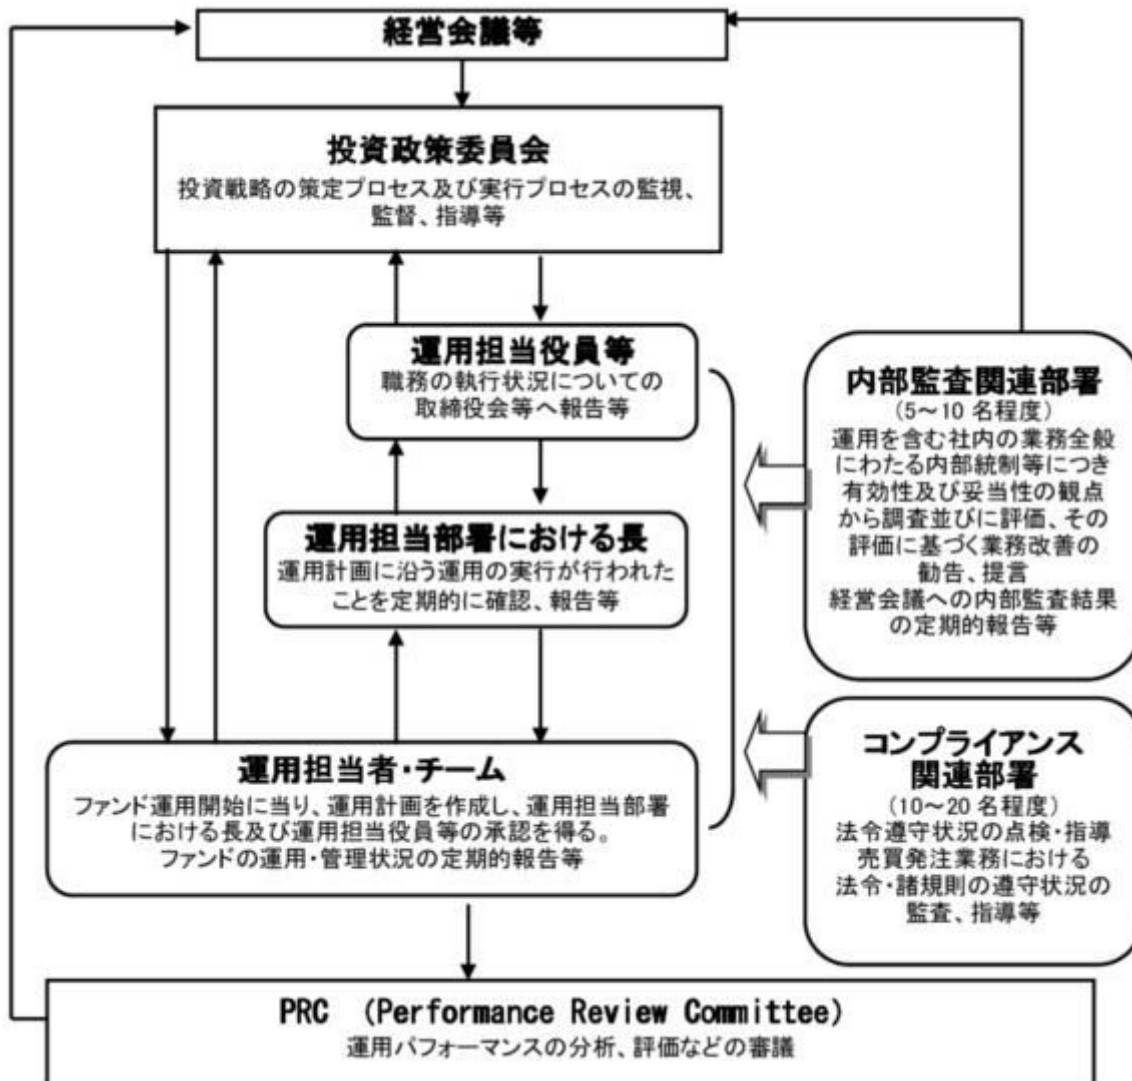 経営会議等
投資政策委員会
投資戦略の策定プロセス及び実行プロセスの監視、
監督、指導等
運用担当役員等
職務の執行状況についての
取締役会等へ報告等
運用担当部署における長
運用計画に沿う運用の実行が行われた
ことを定期的に確認、報告等
運用担当者・チーム
ファンド運用開始に当り、運用計画を作成し、運用担当部署
における長及び運用担当役員等の承認を得る。
ファンドの運用・管理状況の定期的報告等
内部監査関連部署
(5～10 名程度)
運用を含む社内の業務全般
にわたる内部統制等につき
有効性及び妥当性の観点
から調査並びに評価、その
評価に基づく業務改善の
勧告、提言
経営会議への内部監査結果
の定期的報告等
コンプライアンス
関連部署
(10～20 名程度)
法令遵守状況の点検・指導
売買発注業務における
法令・諸規則の遵守状況の
監査、指導等
PRC (Performance Review Committee)
運用パフォーマンスの分析、評価などの審議